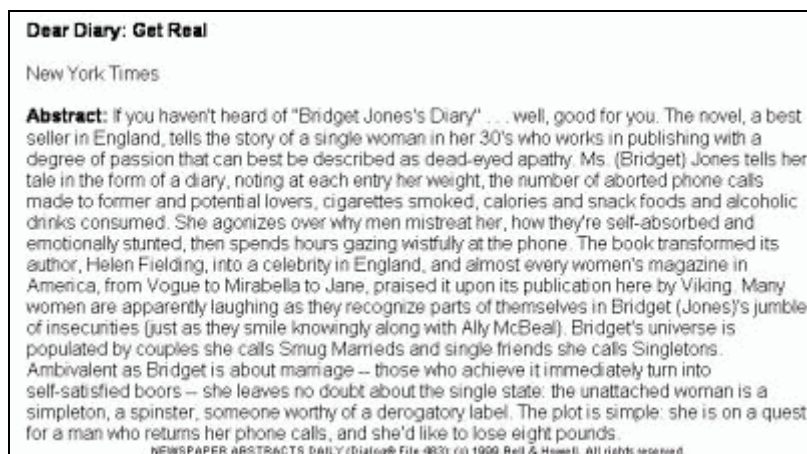 Dear Diary: Get Real
New York Times
Abstract: If you haven't heard of "Bridget Jones's Diary" . . . well, good for you. The novel, a best
seller in England, tells the story of a single woman in her 30's who works in publishing with a
degree of passion that can best be described as dead-eyed apathy. Ms. (Bridget) Jones tells her
tale in the form of a diary, noting at each entry her weight, the number of aborted phone calls
made to former and potential lovers, cigarettes smoked, calories and snack foods and alcoholic
drinks consumed. She agonizes over why men mistreat her, how they're self-absorbed and
emotionally stunted, then spends hours gazing wistfully at the phone. The book transformed its
author, Helen Fielding, into a celebrity in England, and almost every women's magazine in
America, from Vogue to Mirabella to Jane, praised it upon its publication here by Viking. Many
women are apparently laughing as they recognize parts of themselves in Bridget (Jones)'s jumble
of insecurities (just as they smile knowingly along with Ally McBeal). Bridget's universe is
populated by couples she calls Smug Marrieds and single friends she calls Singletons.
Ambivalent as Bridget is about marriage -- those who achieve it immediately turn into
self-satisfied boors -- she leaves no doubt about the single state: the unattached woman is a
simpleton, a spinster, someone worthy of a derogatory label. The plot is simple: she is on a quest
for a man who returns her phone calls, and she'd like to lose eight pounds.
NEWSPAPER ABSTRACTS DAILY (Dialog® File 483): (c) 1999 Bell & Howell. All rights reserved.